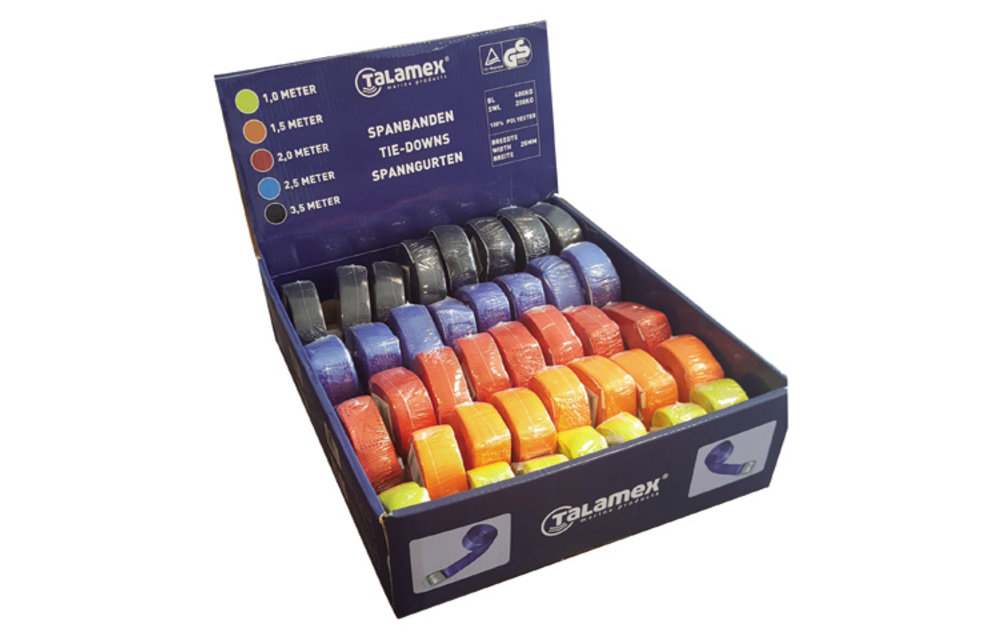 1,0 METER
1,5 METER
2,0 METER
2,5 METER
3,5 METER
TALAMEX®
marine products
SPANBANDEN
TIE-DOWNS
SPANNGURTEN
GS
BL 400KG
SWL 200KG
100% POLYESTER
BREEDTE
WIDTH 25MM
BREITE
TALAMEX®
marine products